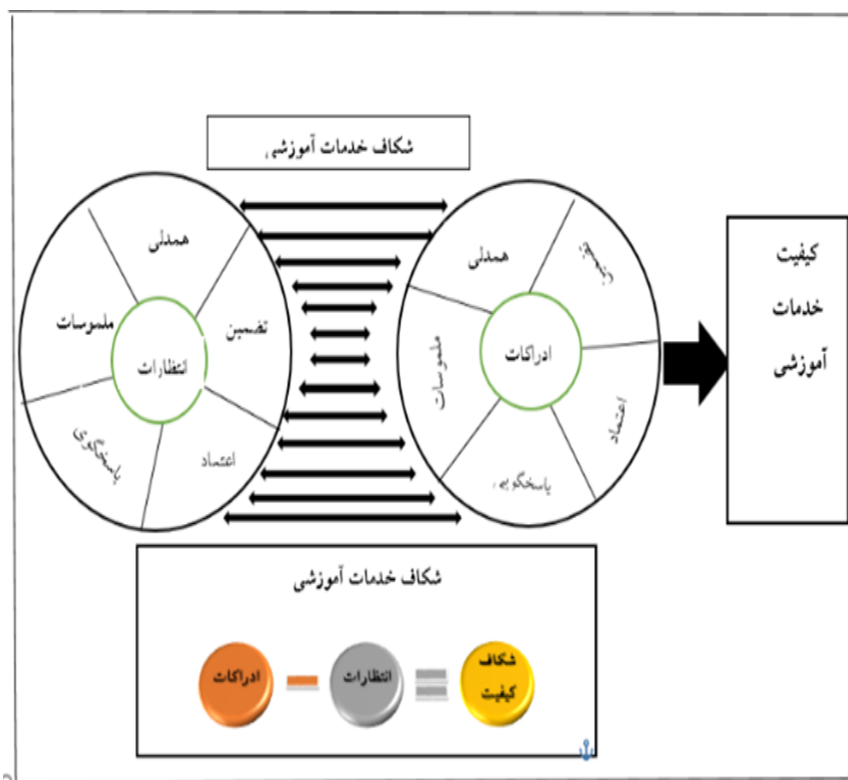 شکاف خدمات آموزشی
همدلی
تضمین
ملموسات
انتظارات
پاسخگوی
اعتماد
همدلی
تضمین
ملموسات
ادراکات
اعتماد
پاسخگویی
کیفیت
خدمات
آموزشی
شکاف خدمات آموزشی
ادراکات
انتظارات
شکاف
کیفیت